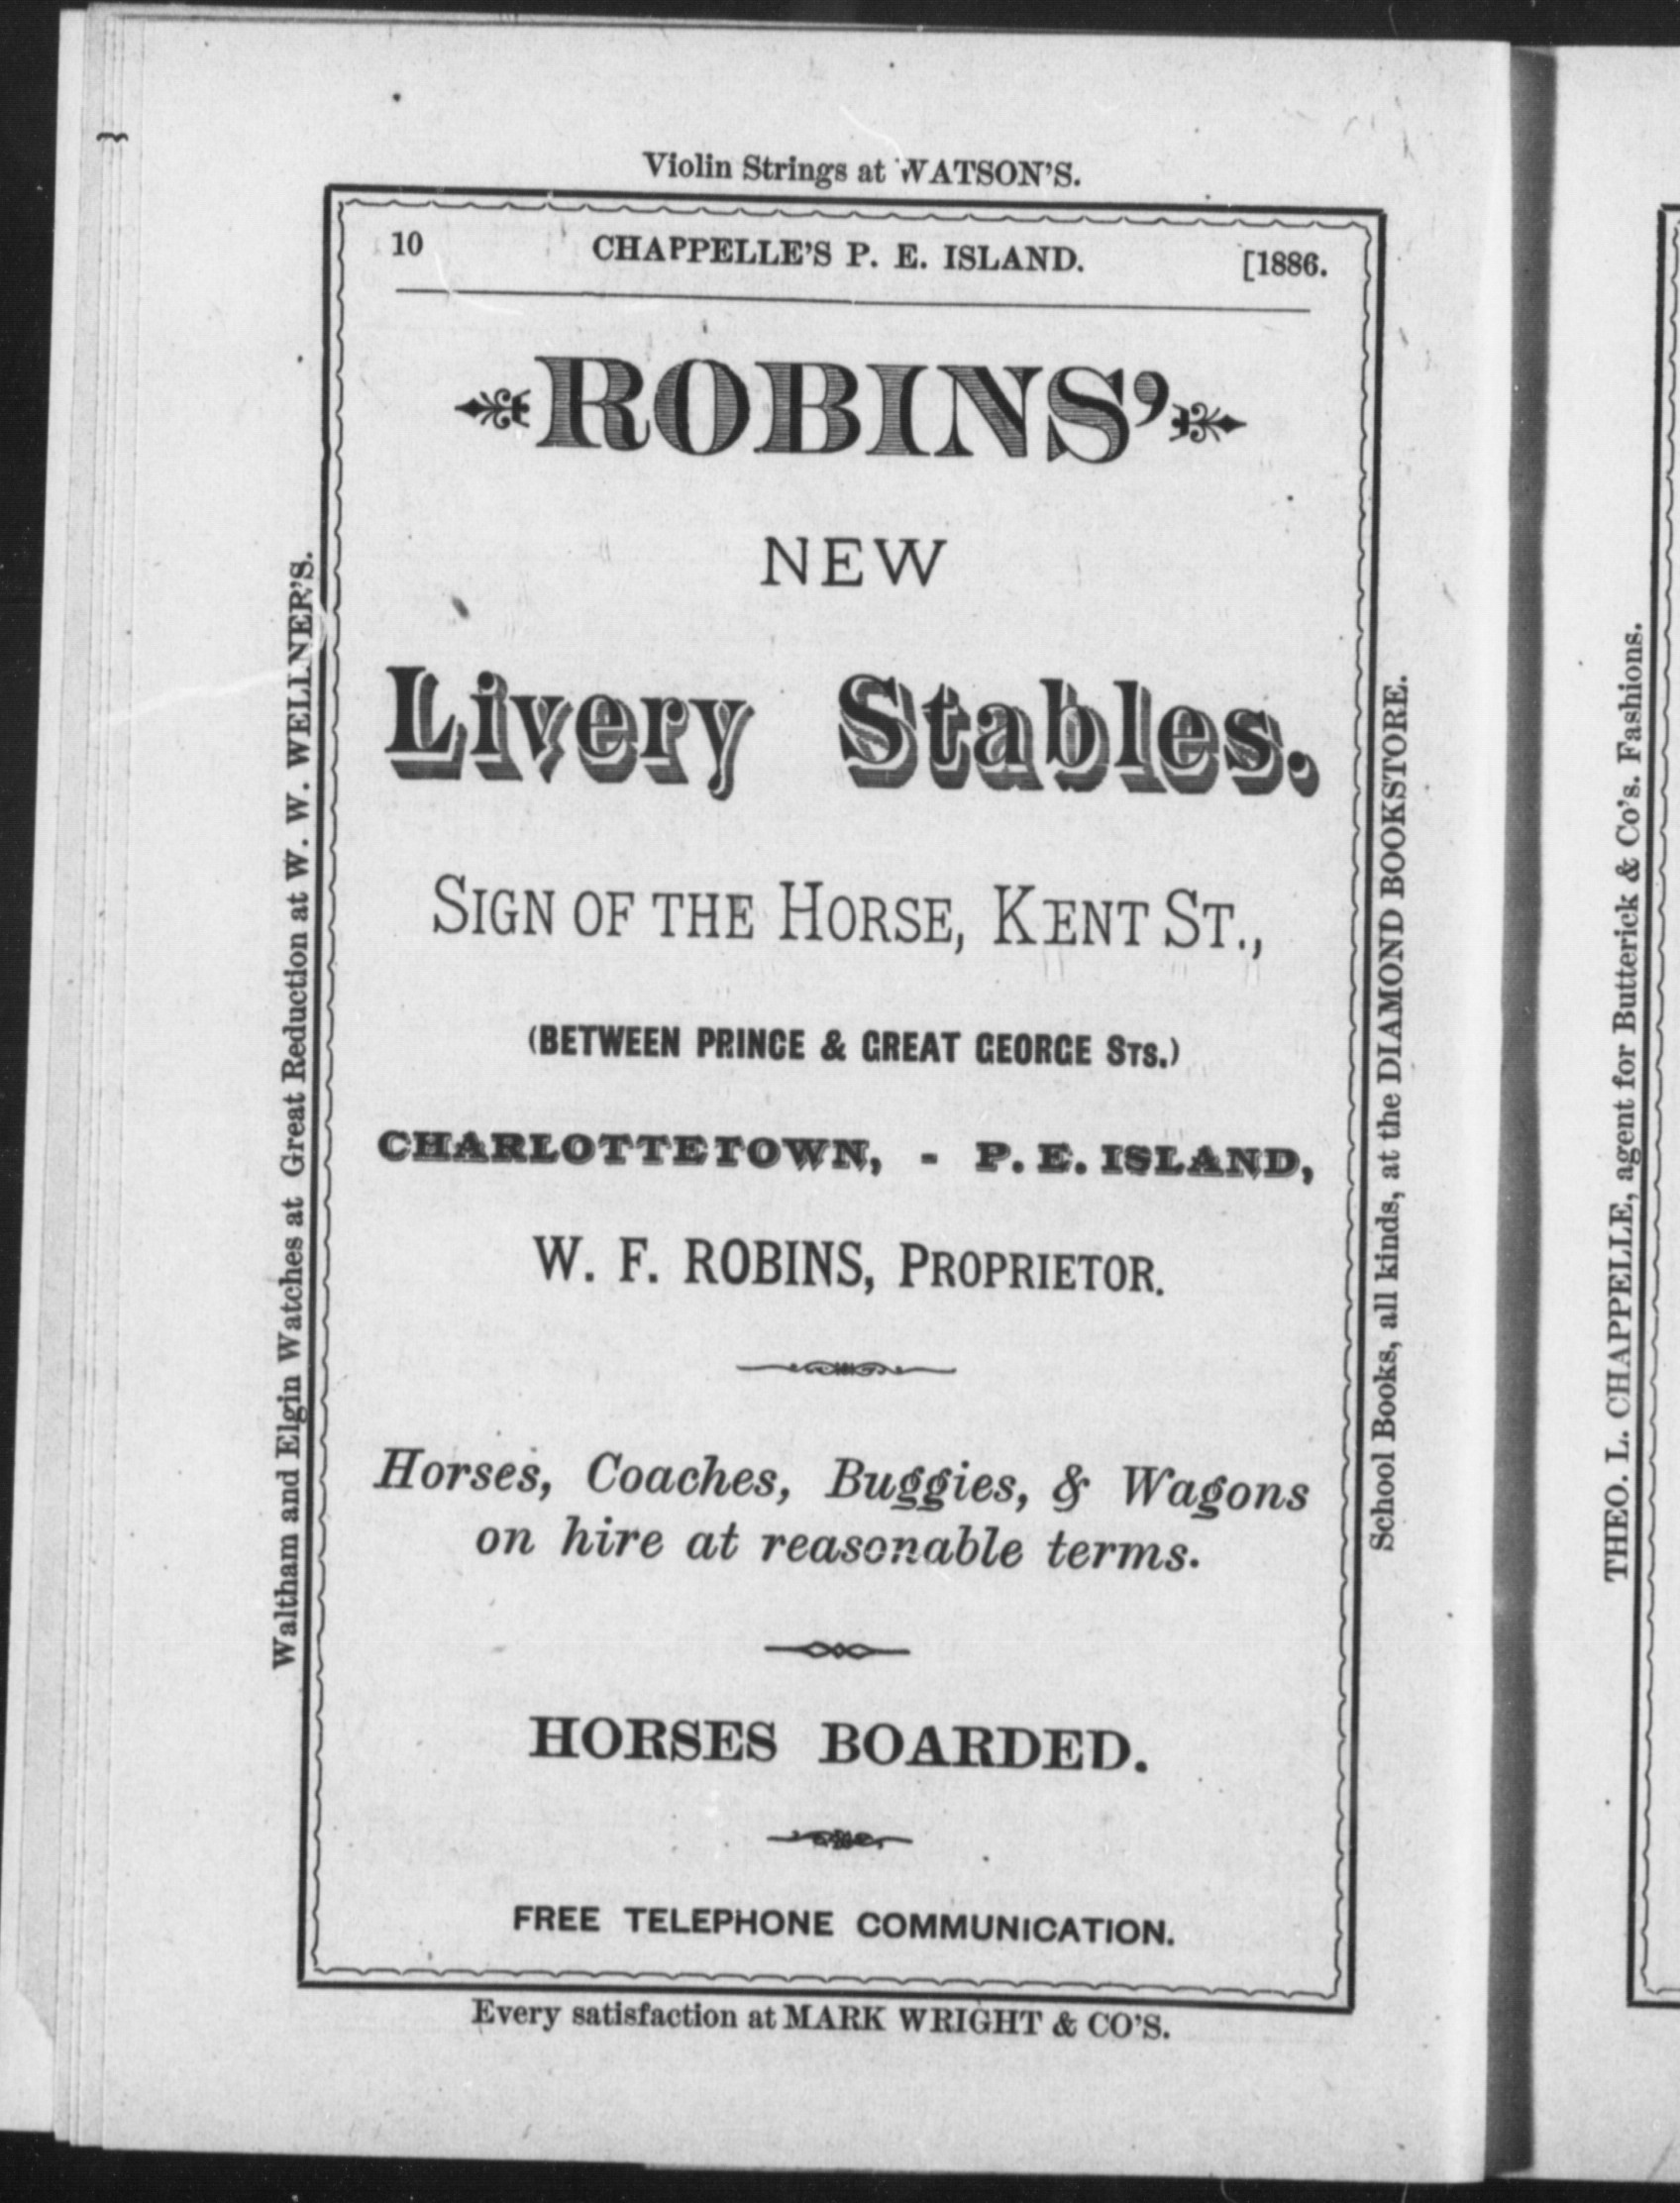 Violin Strings at WATSON'S.
10 CHAPPELLE'S P. E. ISLAND. [1886.
ROBINS'
NEW
Livery Stables.
SIGN OF THE HORSE, KENT ST.,
(BETWEEN PRINCE & GREAT GEORGE STS.)
CHARLOTTETOWN, - P. E. ISLAND,
W. F. ROBINS, PROPRIETOR.
Horses, Coaches, Buggies, & Wagons
on hire at reasonable terms.
HORSES BOARDED.
FREE TELEPHONE COMMUNICATION.
Every satisfaction at MARK WRIGHT & CO'S.
Waltham and Elgin Watches at Great Reduction at W. W. WELLNER'S.
School Books, all kinds, at the DIAMOND BOOKSTORE.
THEO. L. CHAPPELLE, agent for Butterick & Co's. Fashions.